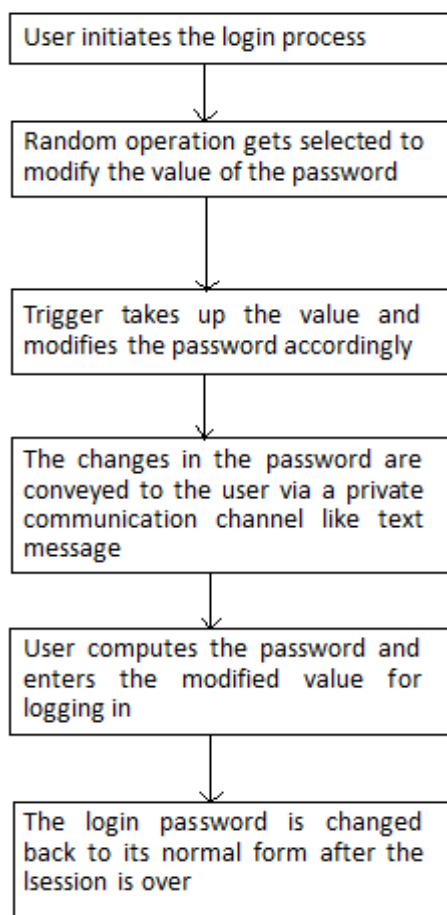 User initiates the login process
Random operation gets selected to
modify the value of the password
Trigger takes up the value and
modifies the password accordingly
The changes in the password are
conveyed to the user via a private
communication channel like text
message
User computes the password and
enters the modified value for
logging in
The login password is changed
back to its normal form after the
lsession is over